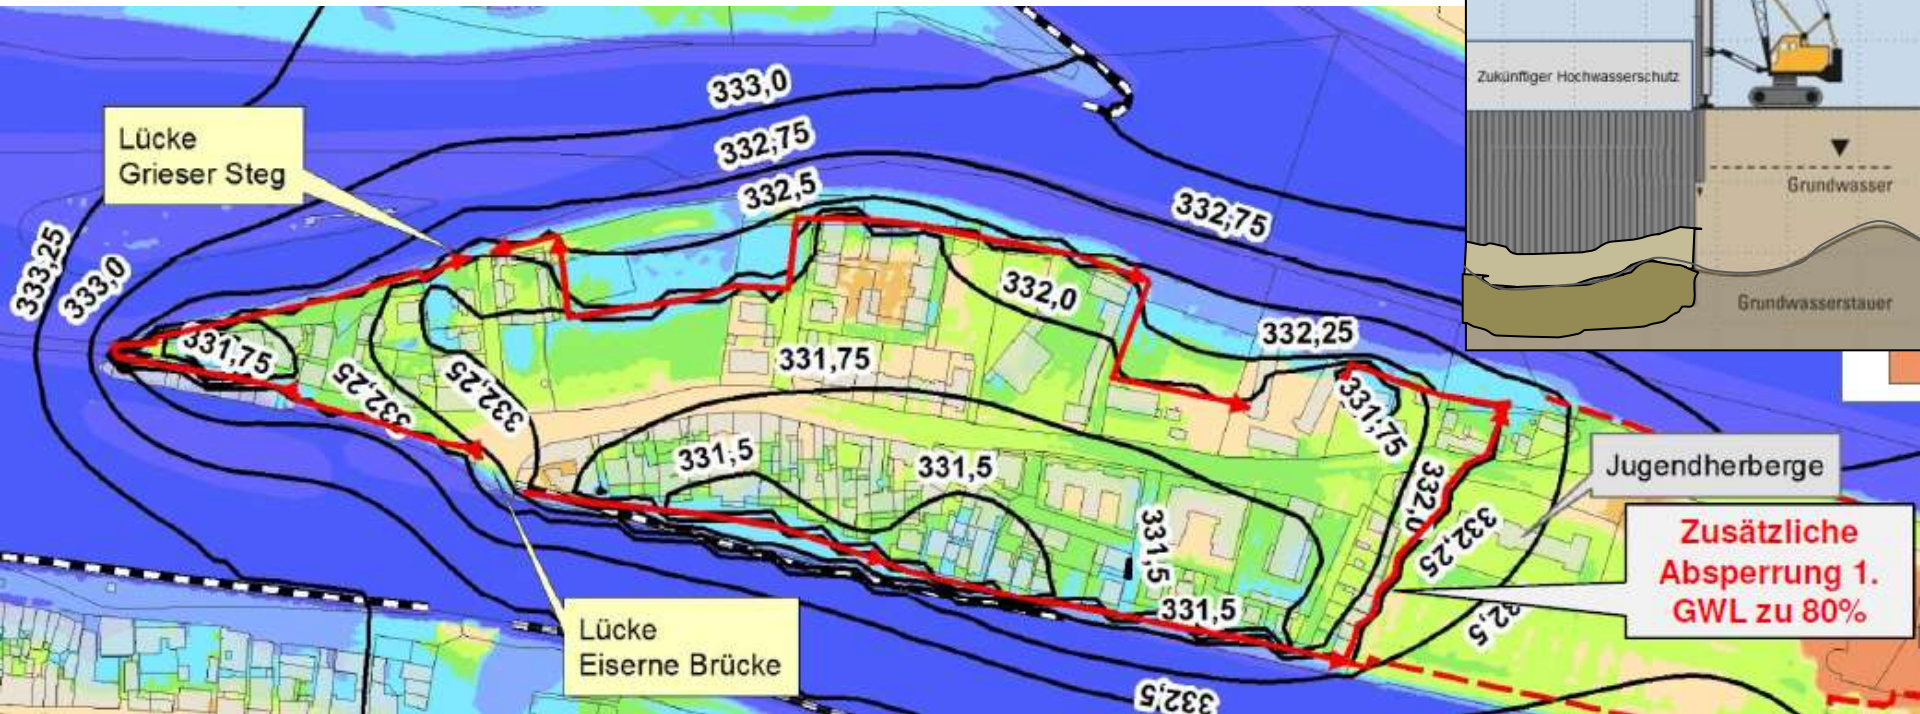 Lücke
Grieser Steg
333,0
332,75
332,5
332,75
333,25
333,0
331,75
332,25
332,25
332,0
331,75
332,25
331,75
331,5
331,5
331,5
331,5
332,0
332,25
332,5
332,5
Lücke
Eiserne Brücke
Jugendherberge
Zusätzliche
Absperrung 1.
GWL zu 80%
Zukünftiger Hochwasserschutz
Grundwasser
Grundwasserstauer